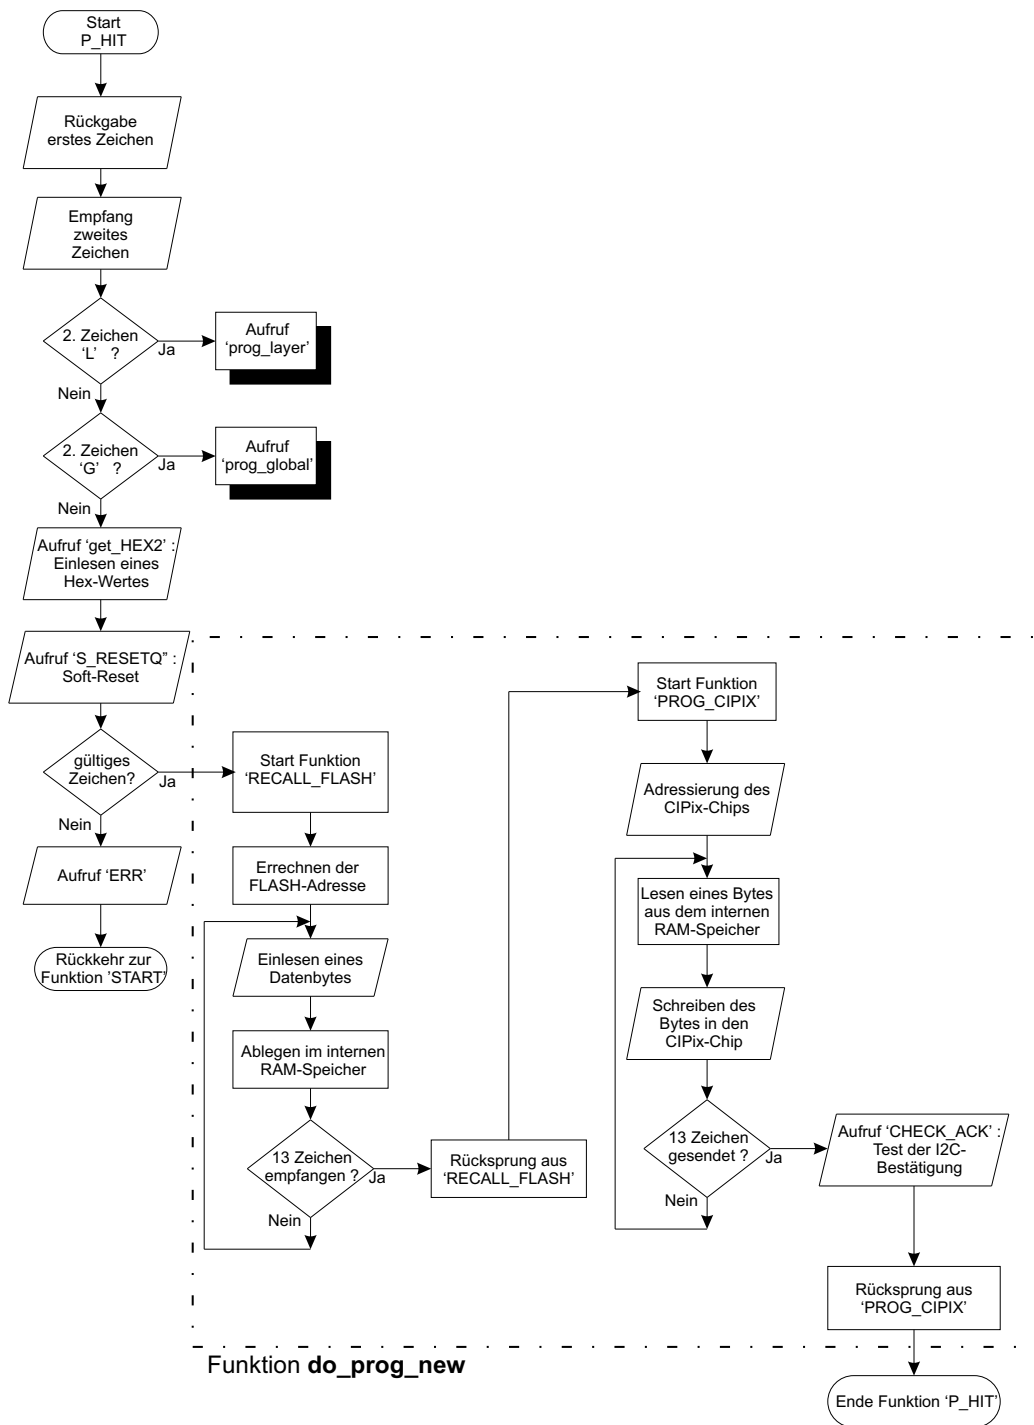 Start
P_HIT
Rückgabe
erstes Zeichen
Empfang
zweites
Zeichen
2. Zeichen
‘L’ ?
Ja
Aufruf
‘prog_layer’
Nein
2. Zeichen
‘G’ ?
Ja
Aufruf
‘prog_global’
Nein
Aufruf ‘get_HEX2’ :
Einlesen eines
Hex-Wertes
Aufruf ‘S_RESETQ” :
Soft-Reset
gültiges
Zeichen?
Ja
Nein
Aufruf ‘ERR’
Rückkehr zur
Funktion ’START’
Start Funktion
‘RECALL_FLASH’
Errechnen der
FLASH-Adresse
Einlesen eines
Datenbytes
Ablegen im internen
RAM-Speicher
13 Zeichen
empfangen ?
Ja
Nein
Rücksprung aus
‘RECALL_FLASH’
Start Funktion
‘PROG_CIPIX’
Adressierung des
CIPix-Chips
Lesen eines Bytes
aus dem internen
RAM-Speicher
Schreiben des
Bytes in den
CIPix-Chip
13 Zeichen
gesendet ?
Ja
Nein
Aufruf ‘CHECK_ACK’ :
Test der I2C-
Bestätigung
Rücksprung aus
‘PROG_CIPIX’
Funktion do_prog_new
Ende Funktion ‘P_HIT’